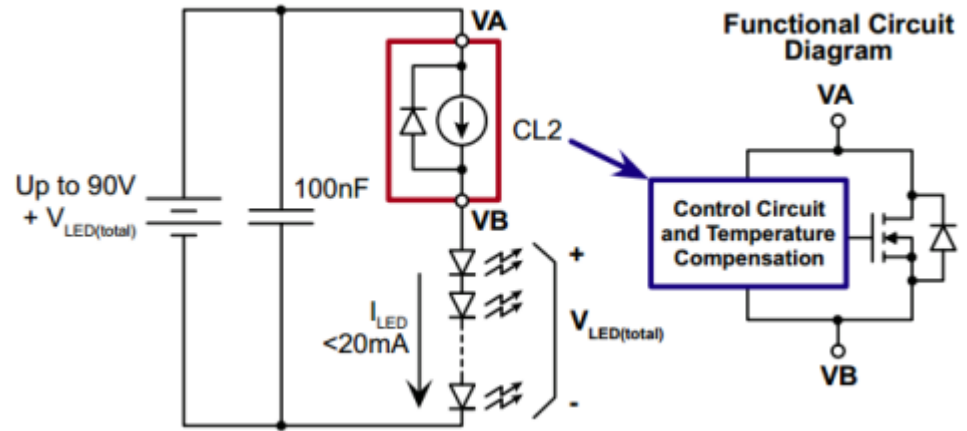 VA
Functional Circuit
Diagram
VA
CL2
Up to 90V
+ VLED(total)
100nF
VB
Control Circuit
and Temperature
Compensation
+
ILED
<20mA
VLED(total)
-
VB